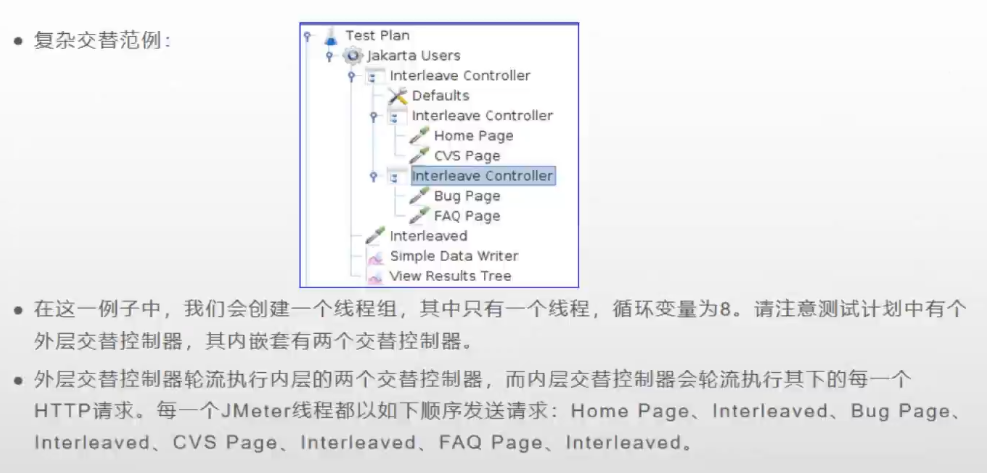 复杂交替范例:
Test Plan
Jakarta Users
Interleave Controller
Defaults
Interleave Controller
Home Page
CVS Page
Interleave Controller
Bug Page
FAQ Page
Interleaved
Simple Data Writer
View Results Tree
在这一例子中，我们会创建一个线程组，其中只有一个线程，循环变量为8。请注意测试计划中有个
外层交替控制器，其内嵌套有两个交替控制器。
外层交替控制器轮流执行内层的两个交替控制器，而内层交替控制器会轮流执行其下的每一个
HTTP请求。每一个JMeter线程都以如下顺序发送请求：Home Page、Interleaved、Bug Page、
Interleaved、CVS Page、Interleaved、FAQ Page、Interleaved。